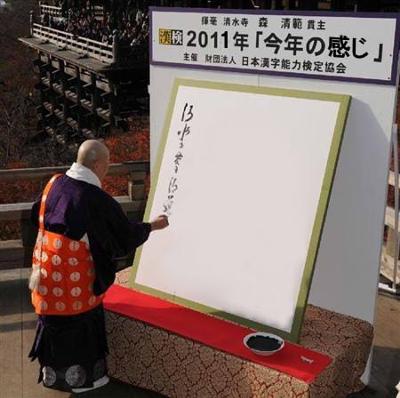 漢検
揮毫 清水寺 森 清範 貫主
2011年「今年の感じ」
主催 財団法人 日本漢字能力検定協会